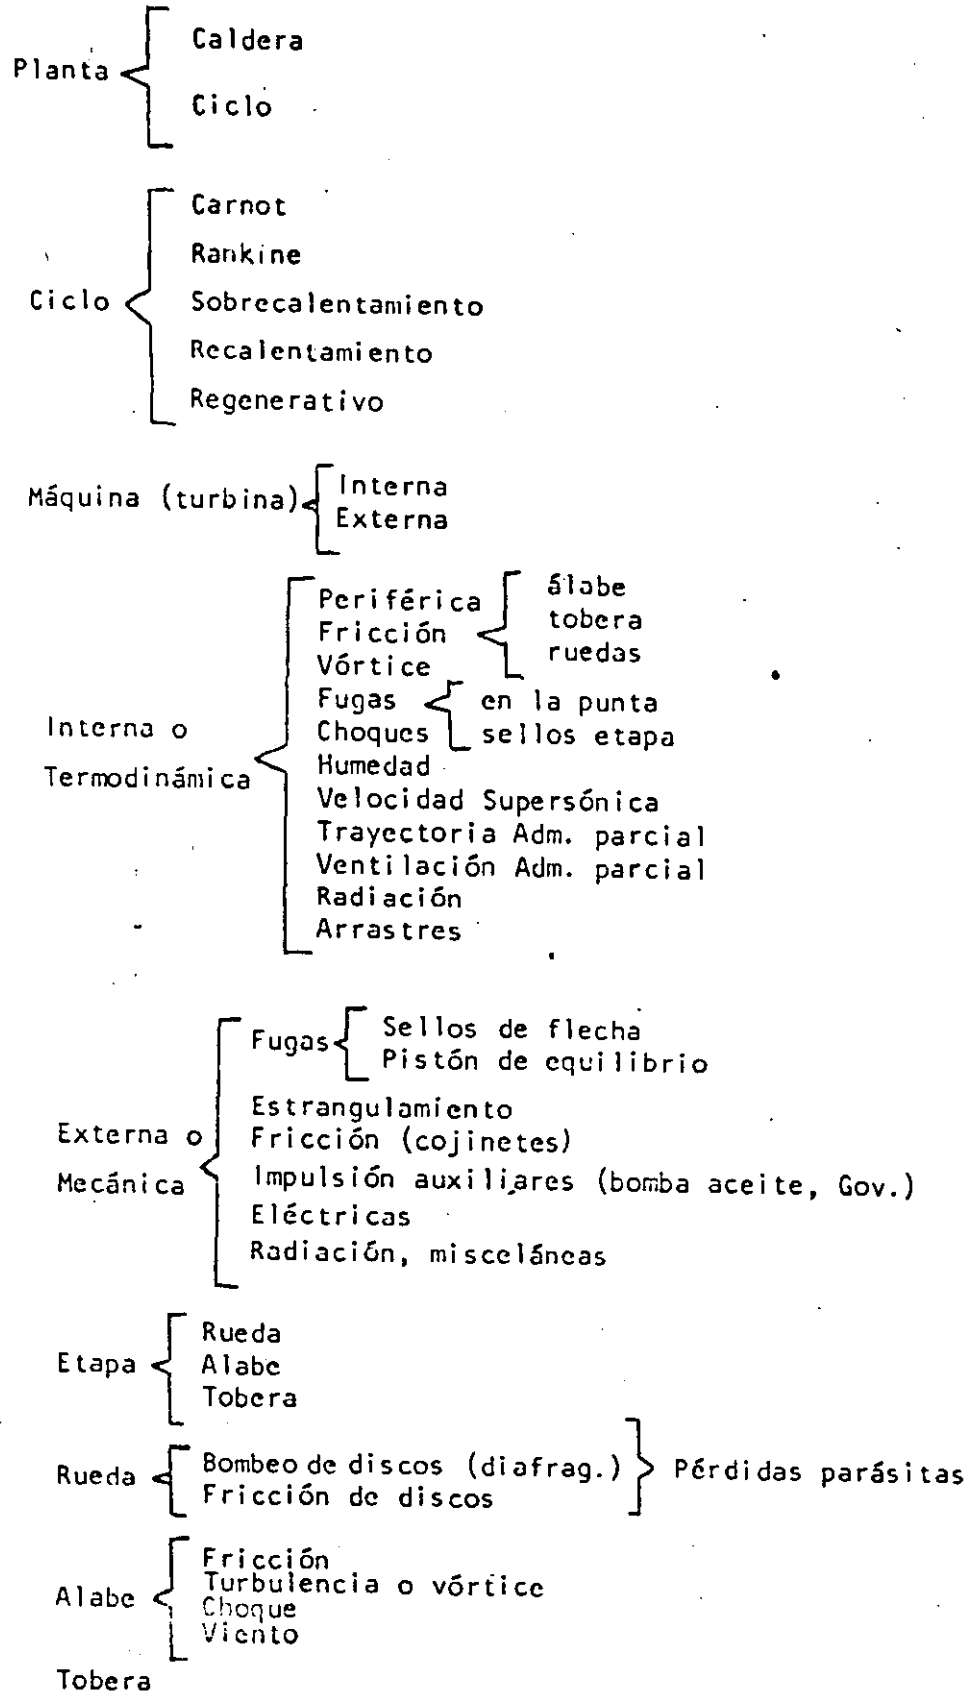 Caldera
Planta
Ciclo
Carnot
Rankine
Ciclo
Sobrecalentamiento
Recalentamiento
Regenerativo
Máquina (turbina)
Interna
Externa
Interna o
Termodinámica
Periférica
Fricción
álabe
tobera
ruedas
Vórtice
Fugas
en la punta
sellos etapa
Choques
Humedad
Velocidad Supersónica
Trayectoria Adm. parcial
Ventilación Adm. parcial
Radiación
Arrastres
Externa o
Mecánica
Fugas
Sellos de flecha
Pistón de equilibrio
Estrangulamiento
Fricción (cojinetes)
Impulsión auxiliares (bomba aceite, Gov.)
Eléctricas
Radiación, misceláneas
Etapa
Rueda
Alabe
Tobera
Rueda
Bombeo de discos (diafrag.)
Fricción de discos
Pérdidas parásitas
Alabe
Fricción
Turbulencia o vórtice
Choque
Viento
Tobera